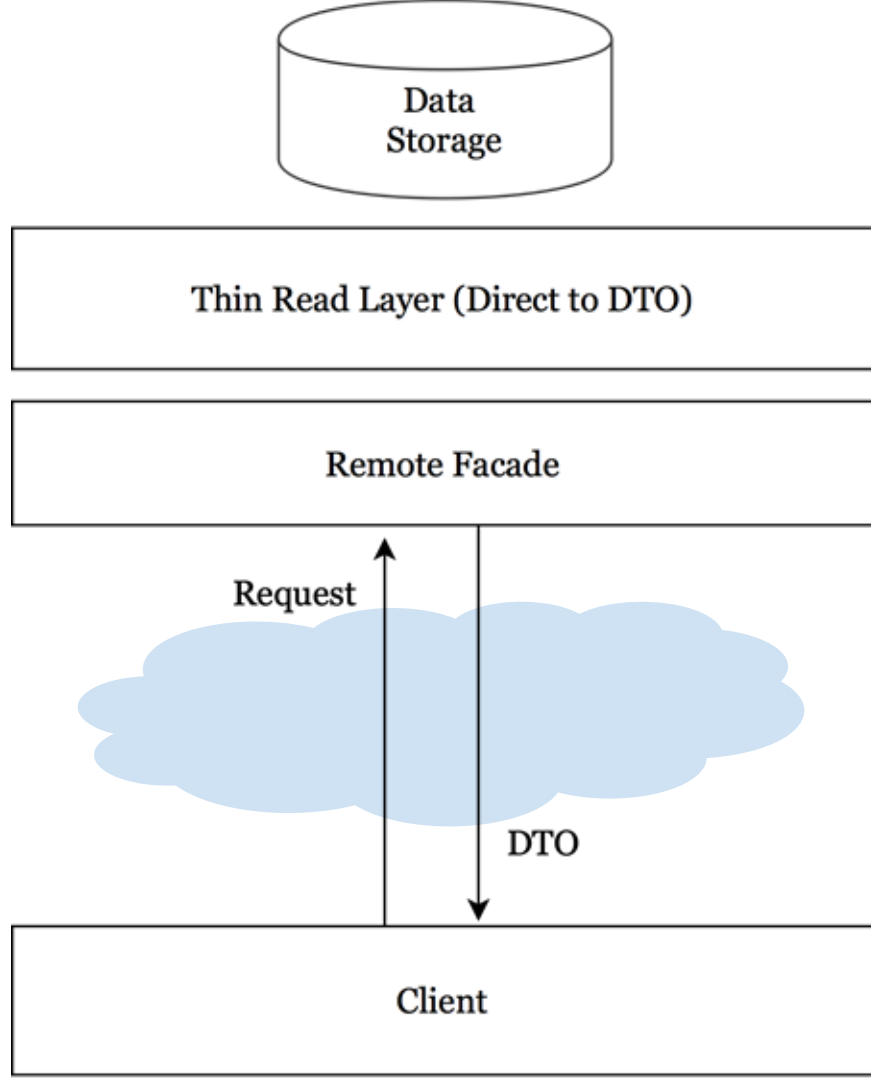 Data
Storage
Thin Read Layer (Direct to DTO)
Remote Facade
Request
DTO
Client